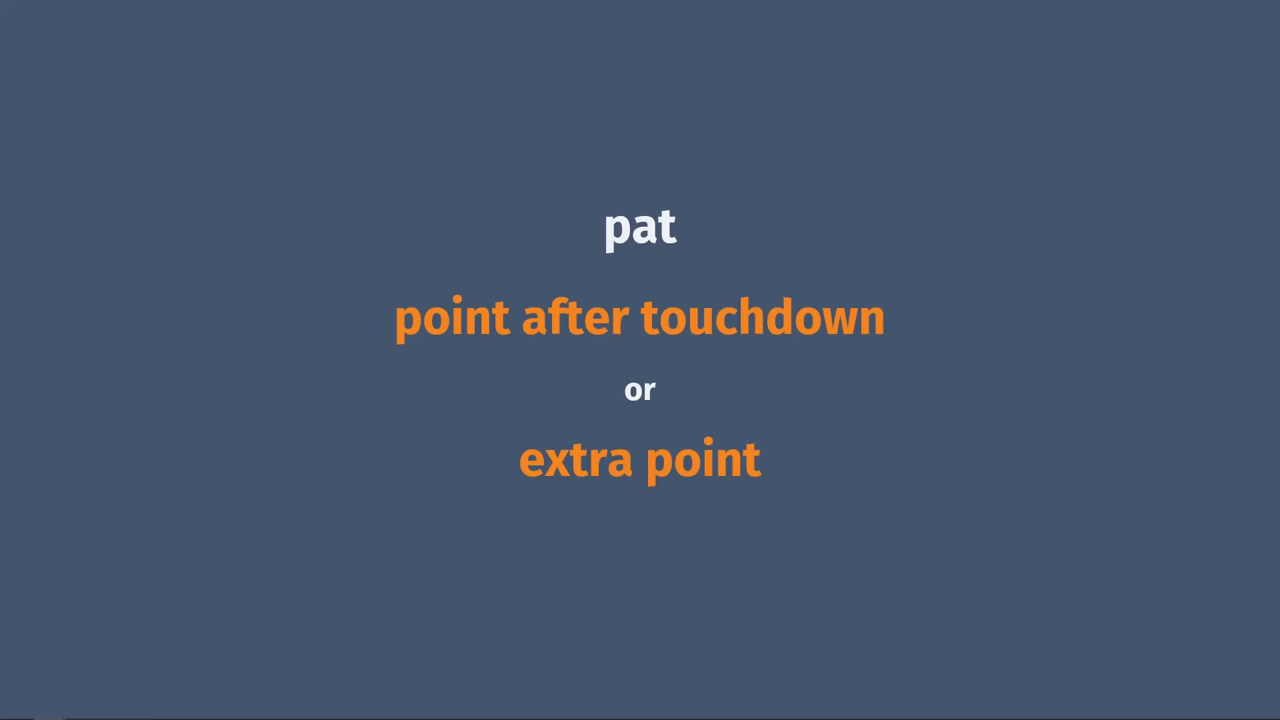 pat
point after touchdown
or
extra point